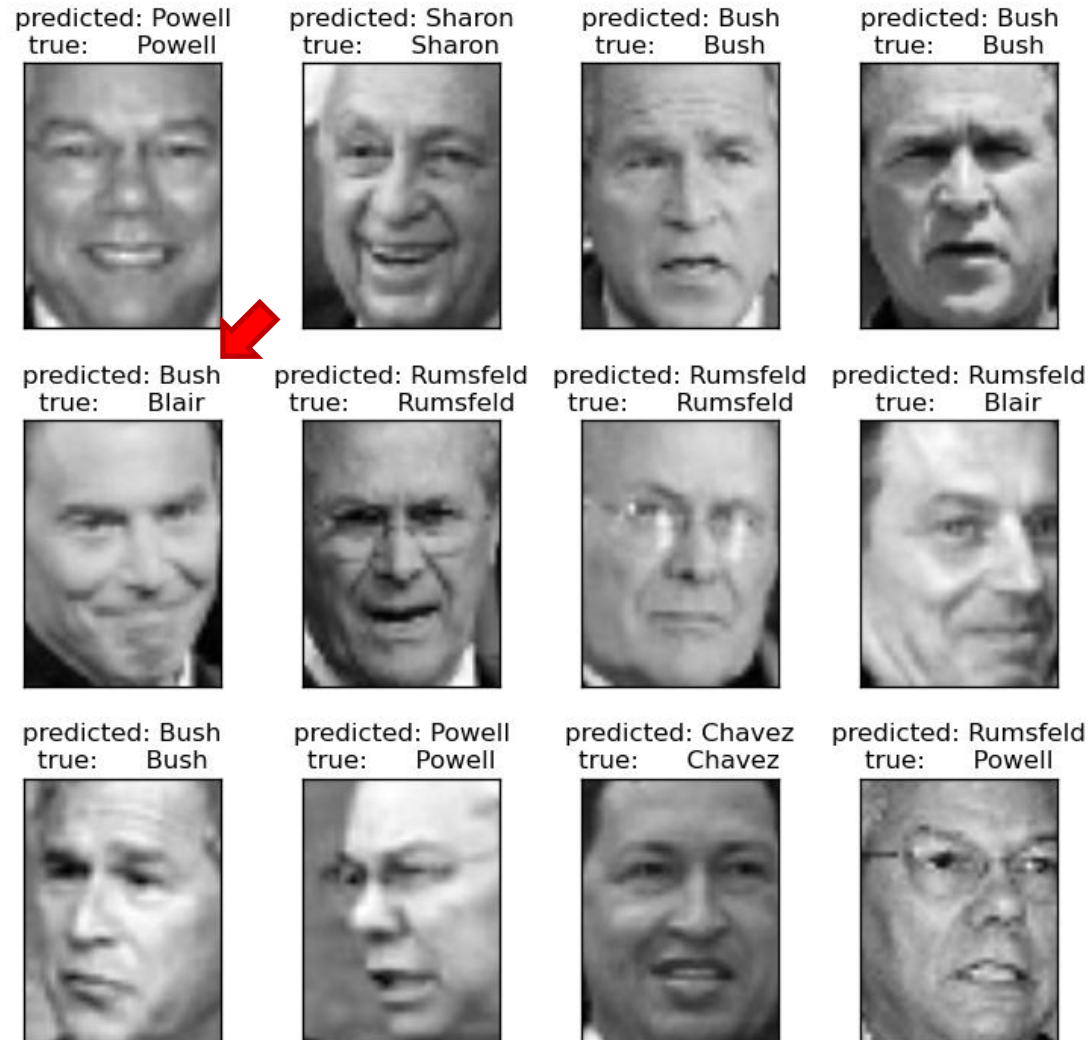 predicted: Powell
true: Powell
predicted: Sharon
true: Sharon
predicted: Bush
true: Bush
predicted: Bush
true: Bush
predicted: Bush
true: Blair
predicted: Rumsfeld
true: Rumsfeld
predicted: Rumsfeld
true: Rumsfeld
predicted: Rumsfeld
true: Blair
predicted: Bush
true: Bush
predicted: Powell
true: Powell
predicted: Chavez
true: Chavez
predicted: Rumsfeld
true: Powell